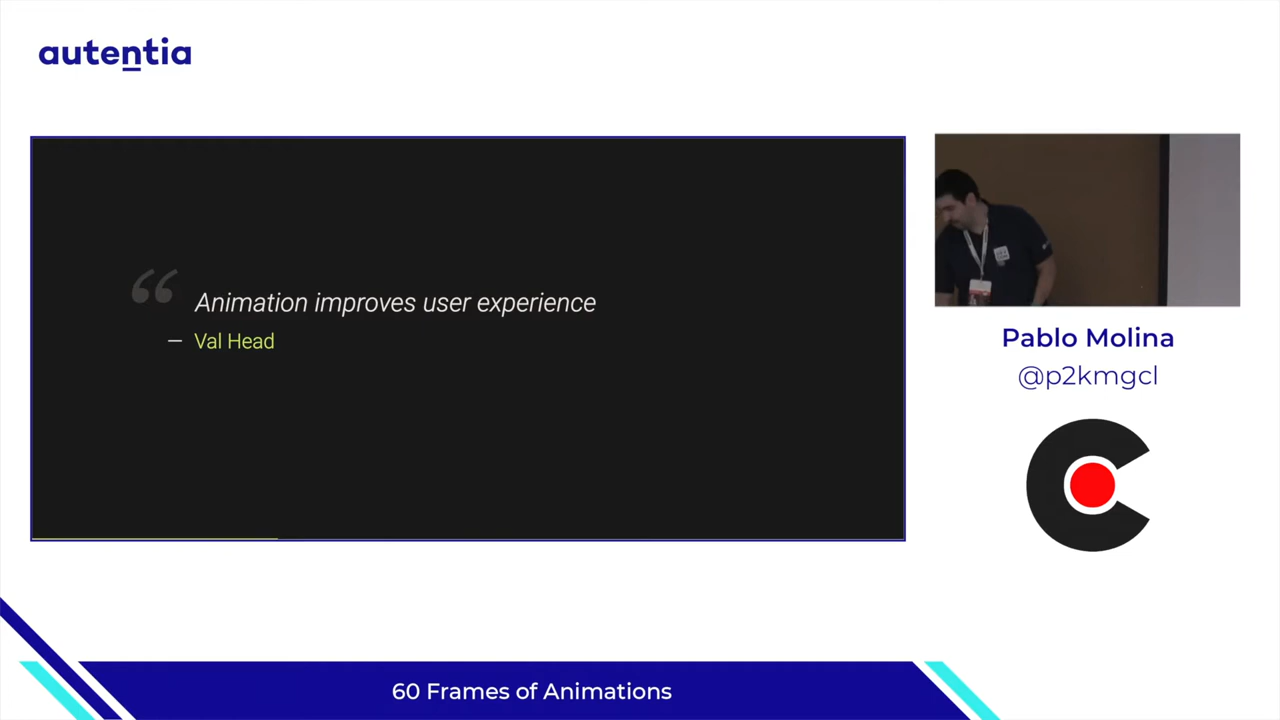 autentia
“ Animation improves user experience
— Val Head
Pablo Molina
@p2kmgcl
60 Frames of Animations